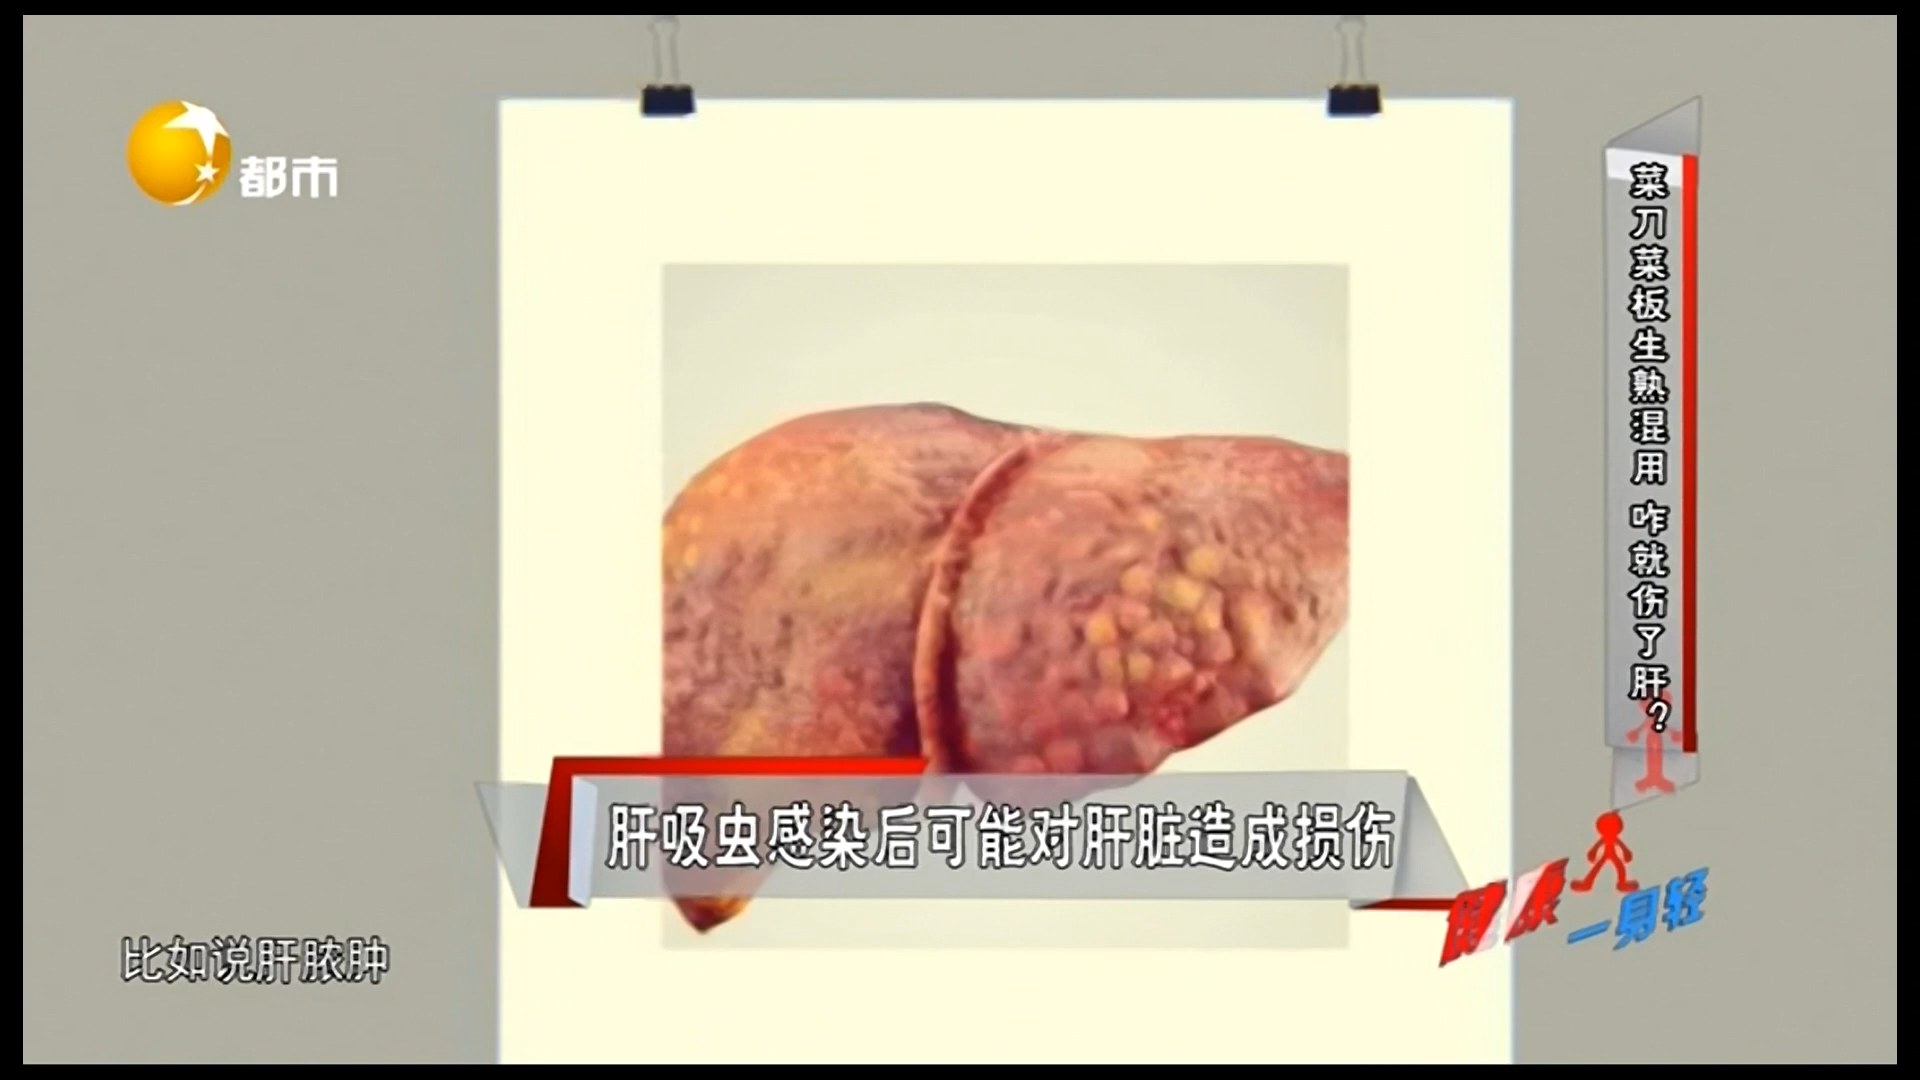 都市
菜刀菜板生熟混用 咋就伤了肝?
肝吸虫感染后可能对肝脏造成损伤
健康一身轻
比如说肝脓肿